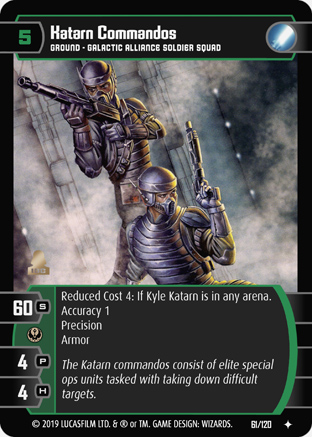 5 Katarn Commandos
GROUND - GALACTIC ALLIANCE SOLDIER SQUAD
60 S
4 P
4 H
Reduced Cost 4: If Kyle Katarn is in any arena.
Accuracy 1
Precision
Armor
The Katarn commandos consist of elite special
ops units tasked with taking down difficult
targets.
© 2019 LUCASFILM LTD. & ® or TM. GAME DESIGN: WIZARDS. 61/120